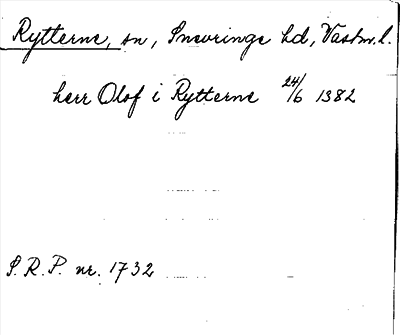 Rytterne, sn, Snevringe hd, Västm.l.
herr Olof i Rytterne 24/6 1382
S.R.P. nr. 1732